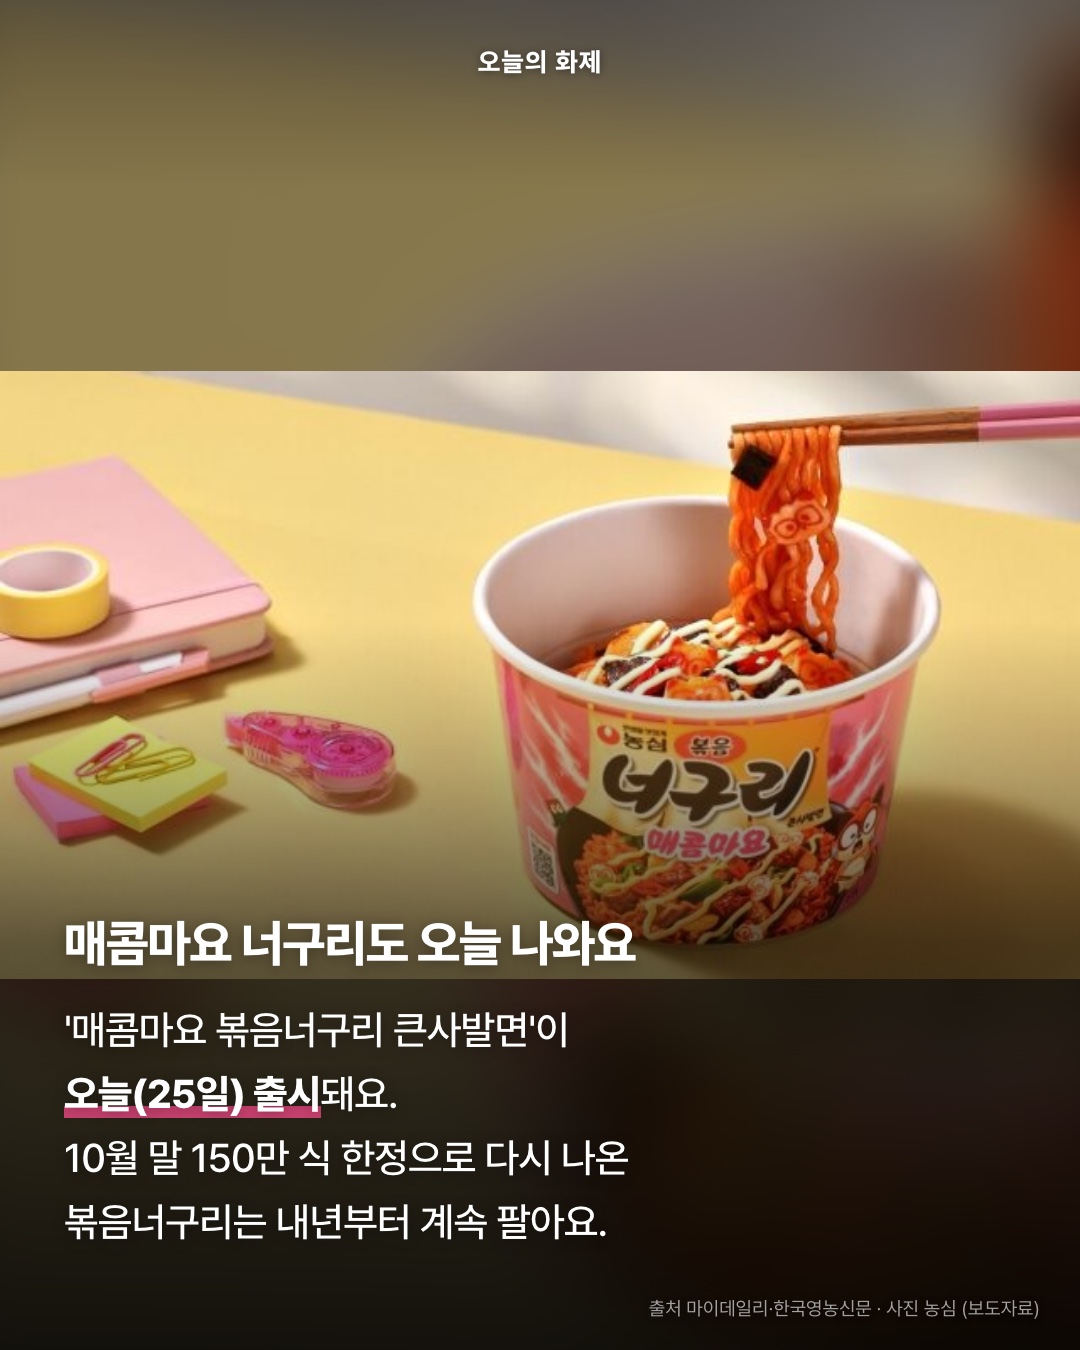 오늘의 화제
농심 볶음
너구리
큰사발면
매콤마요
매콤마요 너구리도 오늘 나와요
'매콤마요 볶음너구리 큰사발면'이
오늘(25일) 출시돼요.
10월 말 150만 식 한정으로 다시 나온
볶음너구리는 내년부터 계속 팔아요.
출처 마이데일리·한국영농신문 · 사진 농심 (보도자료)